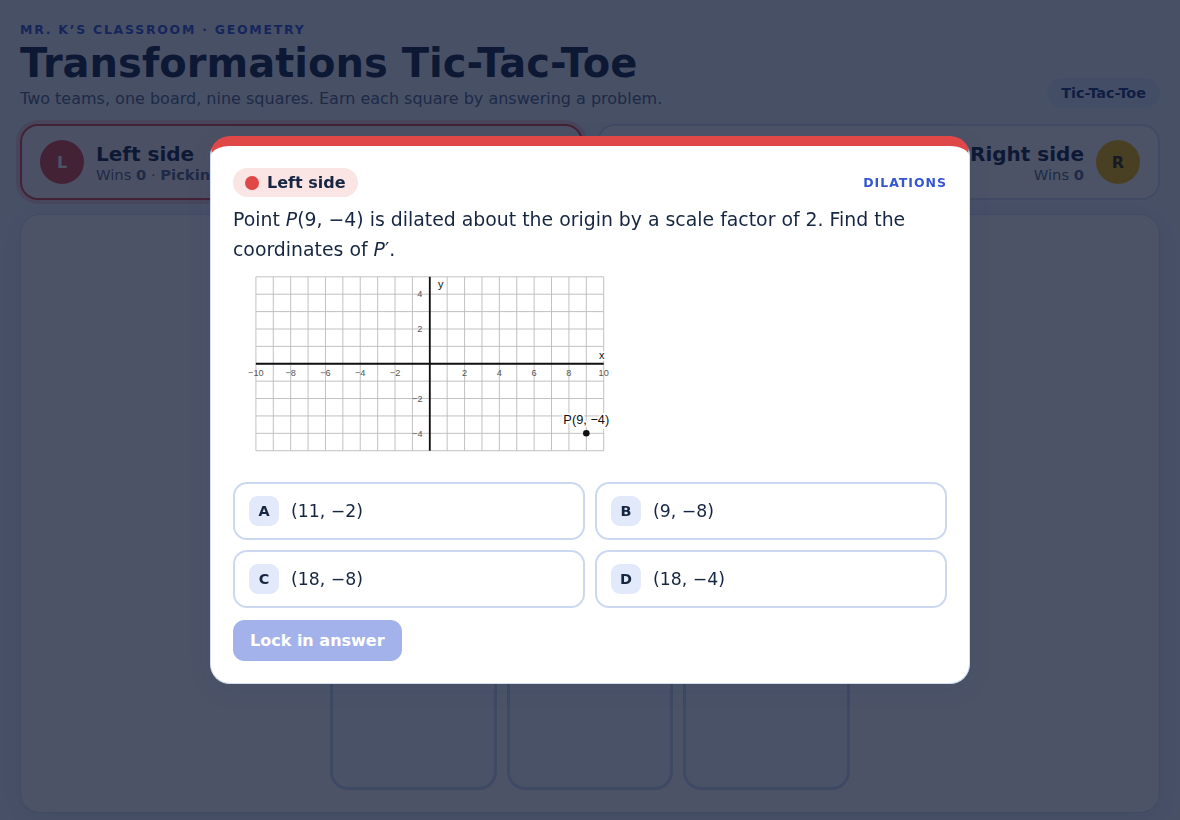 MR. K’S CLASSROOM · GEOMETRY
Transformations Tic-Tac-Toe
Two teams, one board, nine squares. Earn each square by answering a problem.
Tic-Tac-Toe
L
Left side
Wins 0 · Pickin
Right side
Wins 0
R
Left side
DILATIONS
Point P(9, −4) is dilated about the origin by a scale factor of 2. Find the
coordinates of P′.
y
4
2
x
−10 −8 −6 −4 −2 2 4 6 8 10
−2
P(9, −4)
−4
A (11, −2)
B (9, −8)
C (18, −8)
D (18, −4)
Lock in answer